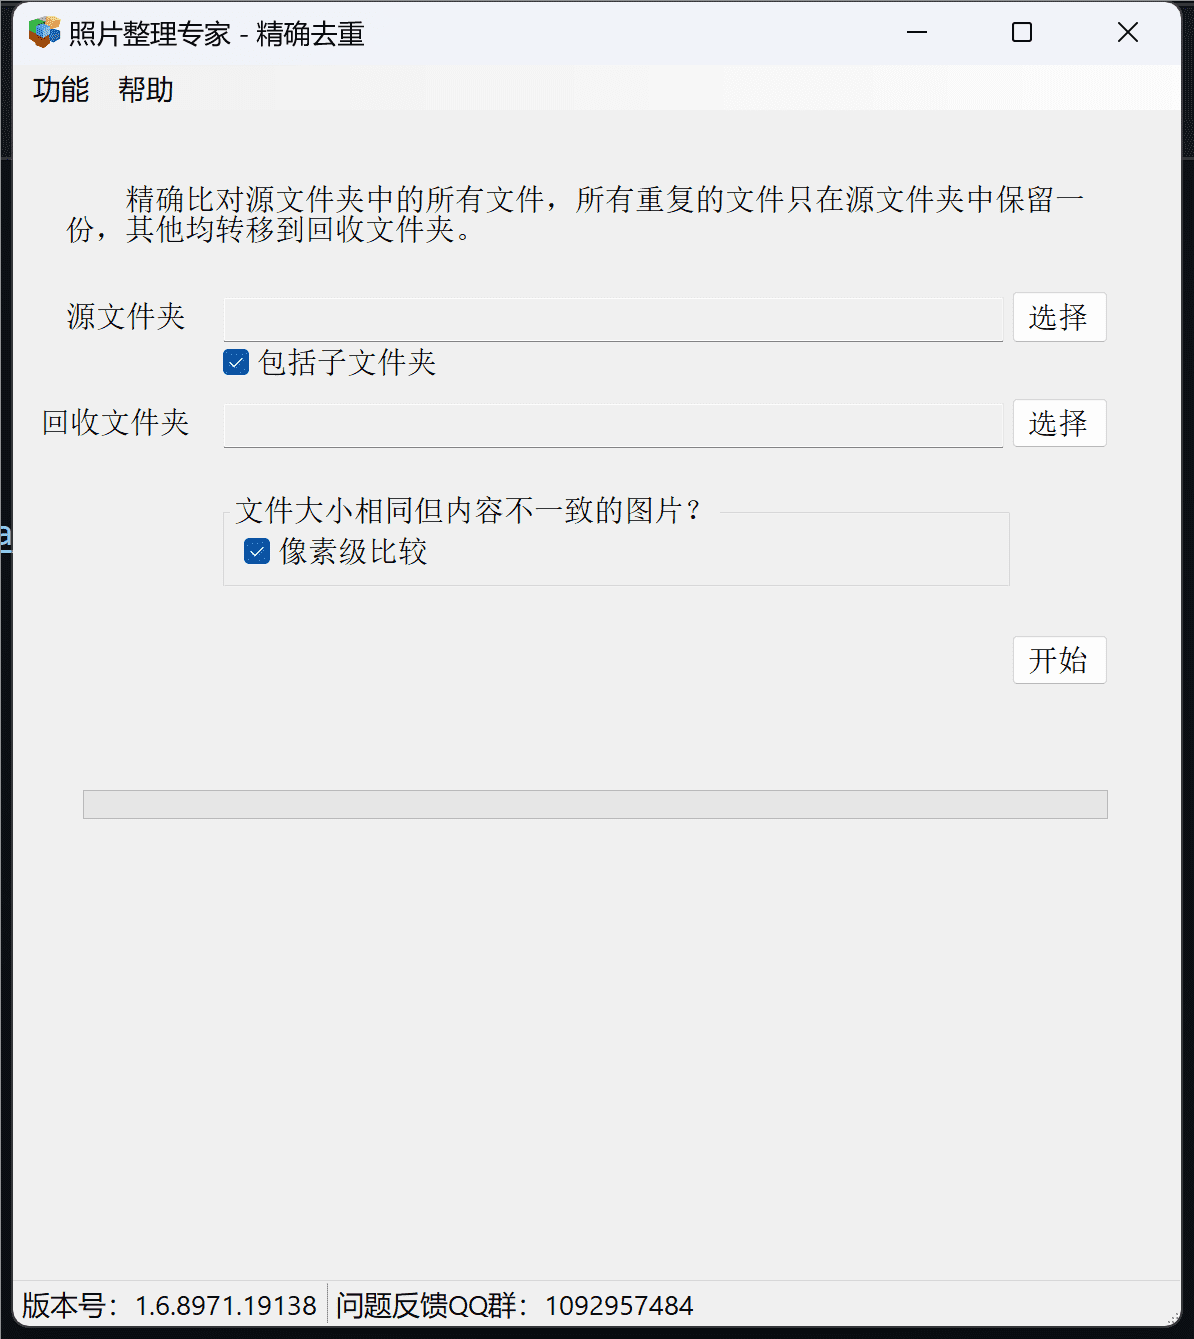 照片整理专家 - 精确去重
功能 帮助
精确比对源文件夹中的所有文件，所有重复的文件只在源文件夹中保留一
份，其他均转移到回收文件夹。
源文件夹 选择
包括子文件夹
回收文件夹 选择
文件大小相同但内容不一致的图片？
像素级比较
a
开始
版本号：1.6.8971.19138 问题反馈QQ群：1092957484